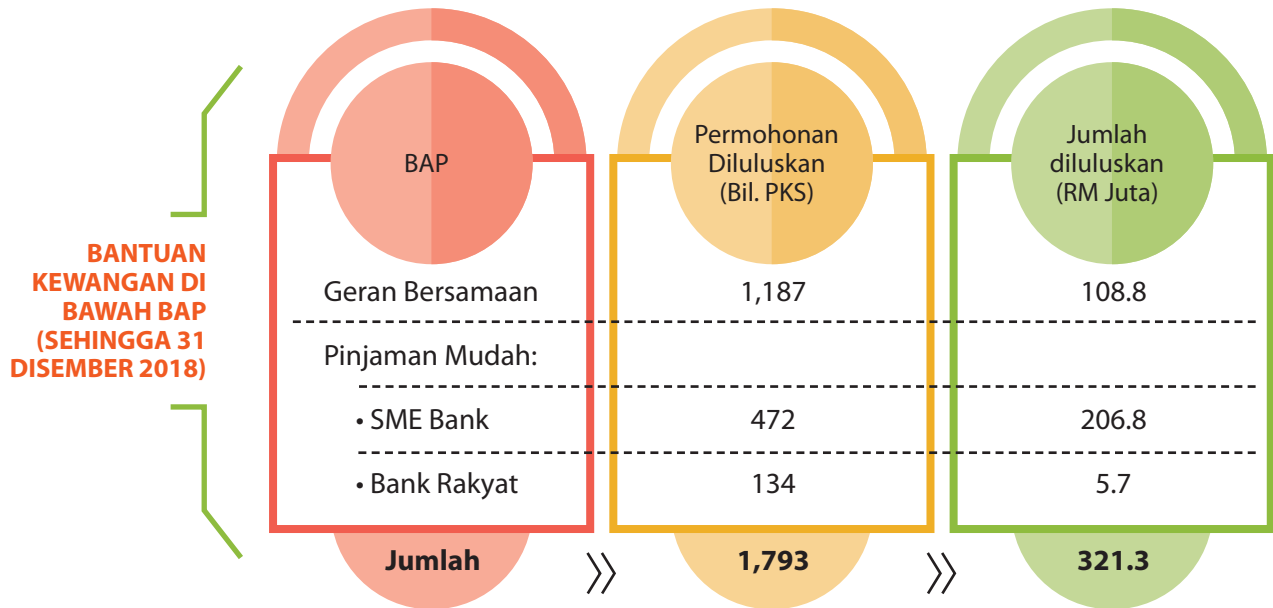 BANTUAN
KEWANGAN DI
BAWAH BAP
(SEHINGGA 31
DISEMBER 2018)
BAP
Permohonan
Diluluskan
(Bil. PKS)
Jumlah
diluluskan
(RM Juta)
Geran Bersamaan 1,187 108.8
Pinjaman Mudah:
• SME Bank 472 206.8
• Bank Rakyat 134 5.7
Jumlah 1,793 321.3